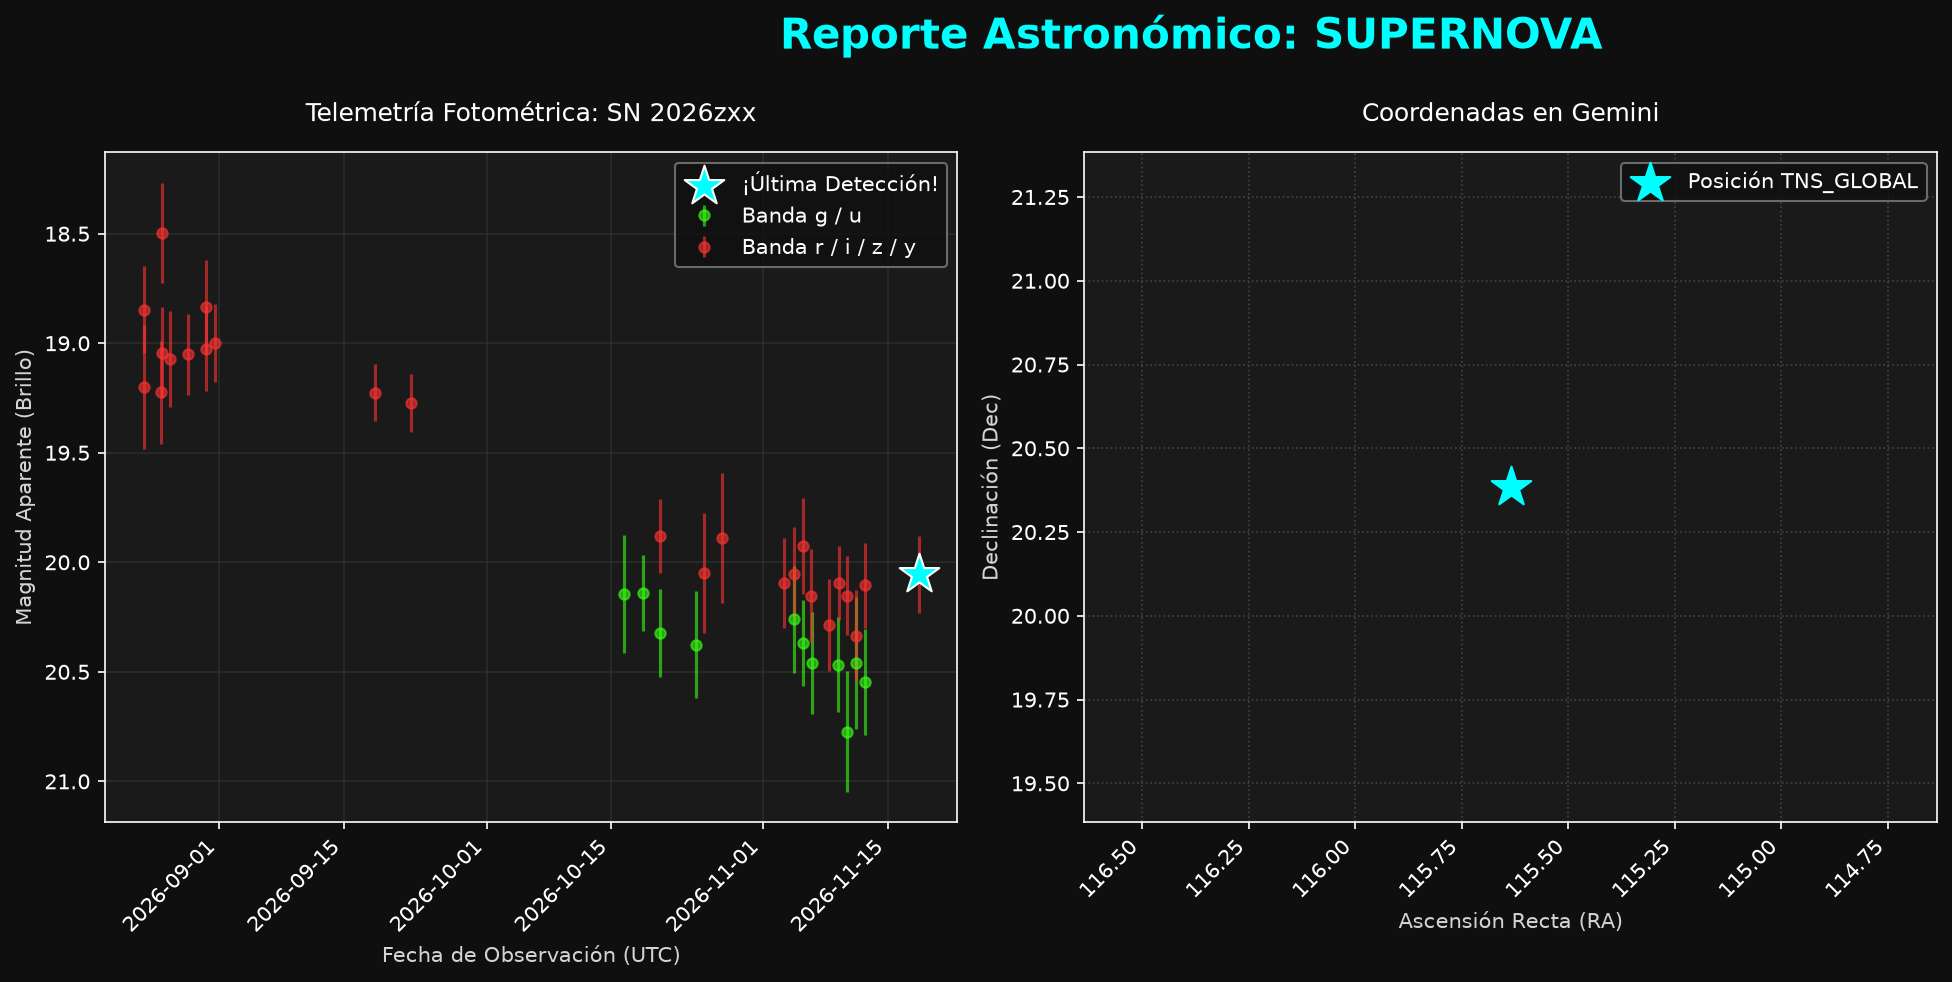 Reporte Astronómico: SUPERNOVA
Telemetría Fotométrica: SN 2026zxx
¡Última Detección!
Banda g / u
Banda r / i / z / y
Magnitud Aparente (Brillo)
18.5
19.0
19.5
20.0
20.5
21.0
2026-09-01
2026-09-15
2026-10-01
2026-10-15
2026-11-01
2026-11-15
Fecha de Observación (UTC)
Coordenadas en Gemini
Posición TNS_GLOBAL
Declinación (Dec)
21.25
21.00
20.75
20.50
20.25
20.00
19.75
19.50
116.50
116.25
116.00
115.75
115.50
115.25
115.00
114.75
Ascensión Recta (RA)